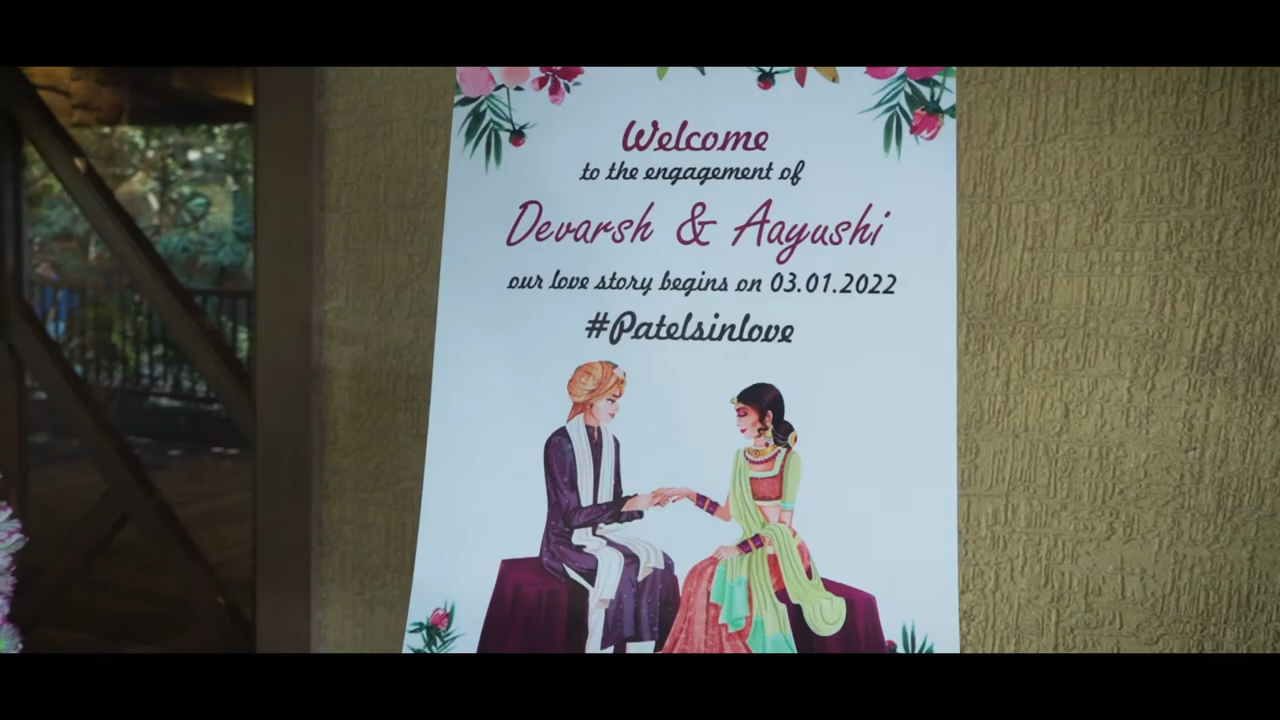 Welcome
to the engagement of
Devarsh & Aayushi
our love story begins on 03.01.2022
#Patelsinlove